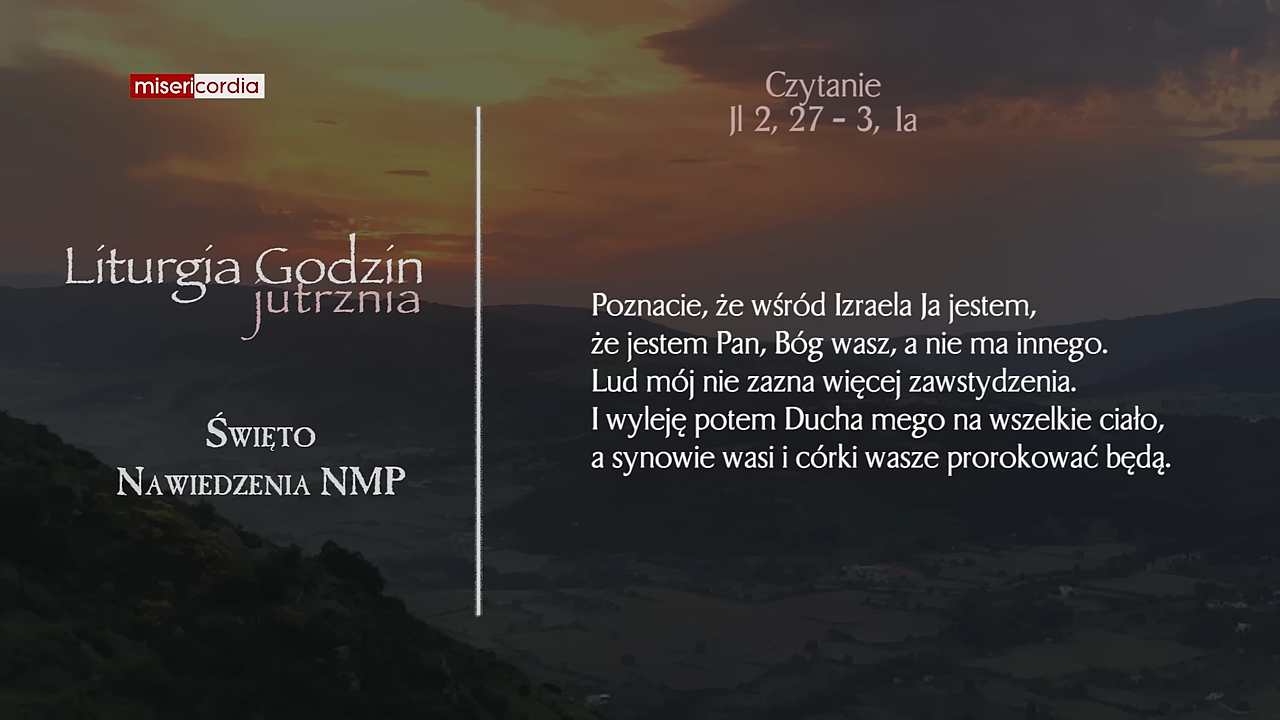 misericordia
Czytanie
Jl 2, 27 – 3, 1a
Liturgia Godzin
jutrznia
Święto
Nawiedzenia NMP
Poznacie, że wśród Izraela Ja jestem,
że jestem Pan, Bóg wasz, a nie ma innego.
Lud mój nie zazna więcej zawstydzenia.
I wyleję potem Ducha mego na wszelkie ciało,
a synowie wasi i córki wasze prorokować będą.